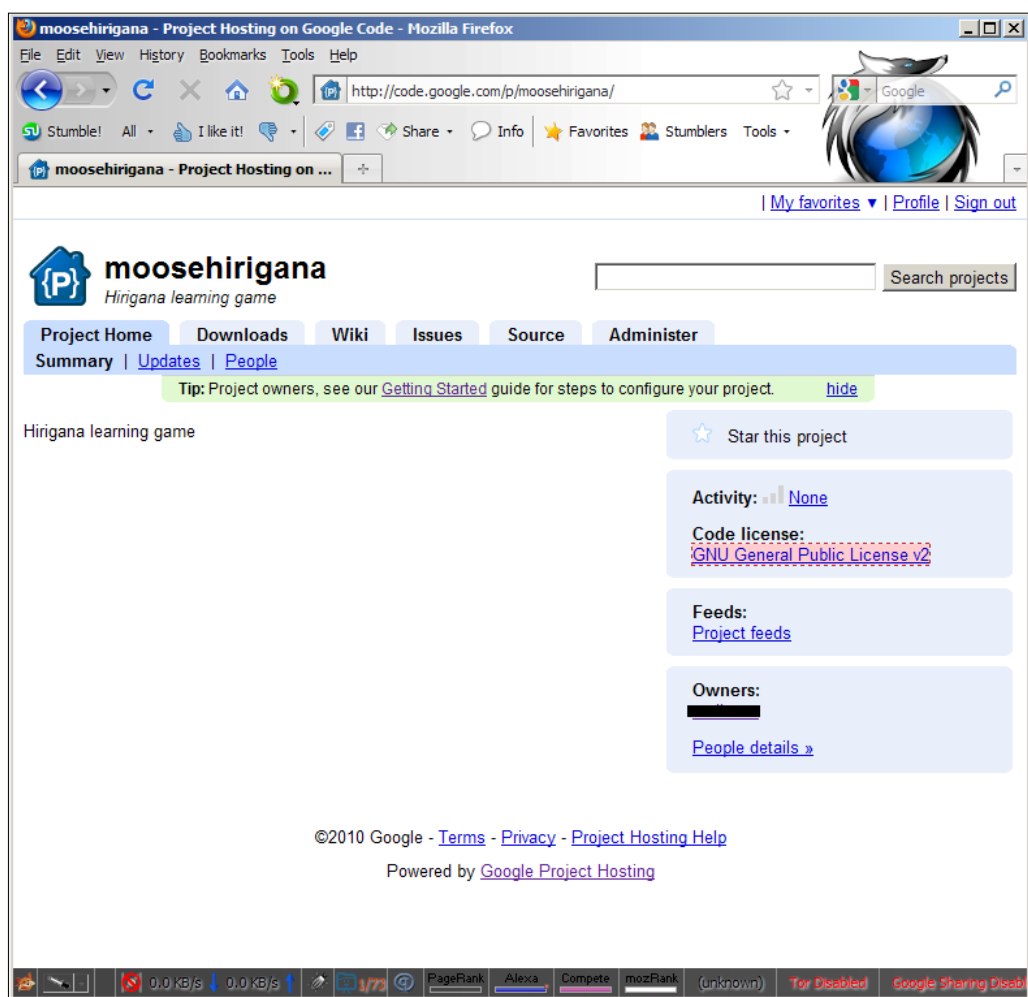 moosehirigana - Project Hosting on Google Code - Mozilla Firefox
File Edit View History Bookmarks Tools Help
http://code.google.com/p/moosehirigana/
Google
Stumble! All I like it! Share Info Favorites Stumblers Tools
moosehirigana - Project Hosting on ...
| My favorites ▼ | Profile | Sign out
{P} moosehirigana
Hirigana learning game
Search projects
Project Home Downloads Wiki Issues Source Administer
Summary | Updates | People
Tip: Project owners, see our Getting Started guide for steps to configure your project. hide
Hirigana learning game
Star this project
Activity: None
Code license:
GNU General Public License v2
Feeds:
Project feeds
Owners:
People details »
©2010 Google - Terms - Privacy - Project Hosting Help
Powered by Google Project Hosting
0.0 KB/s 0.0 KB/s 1/73 @ PageRank Alexa Compete mozRank (unknown) Tor Disabled Google Sharing Disabl